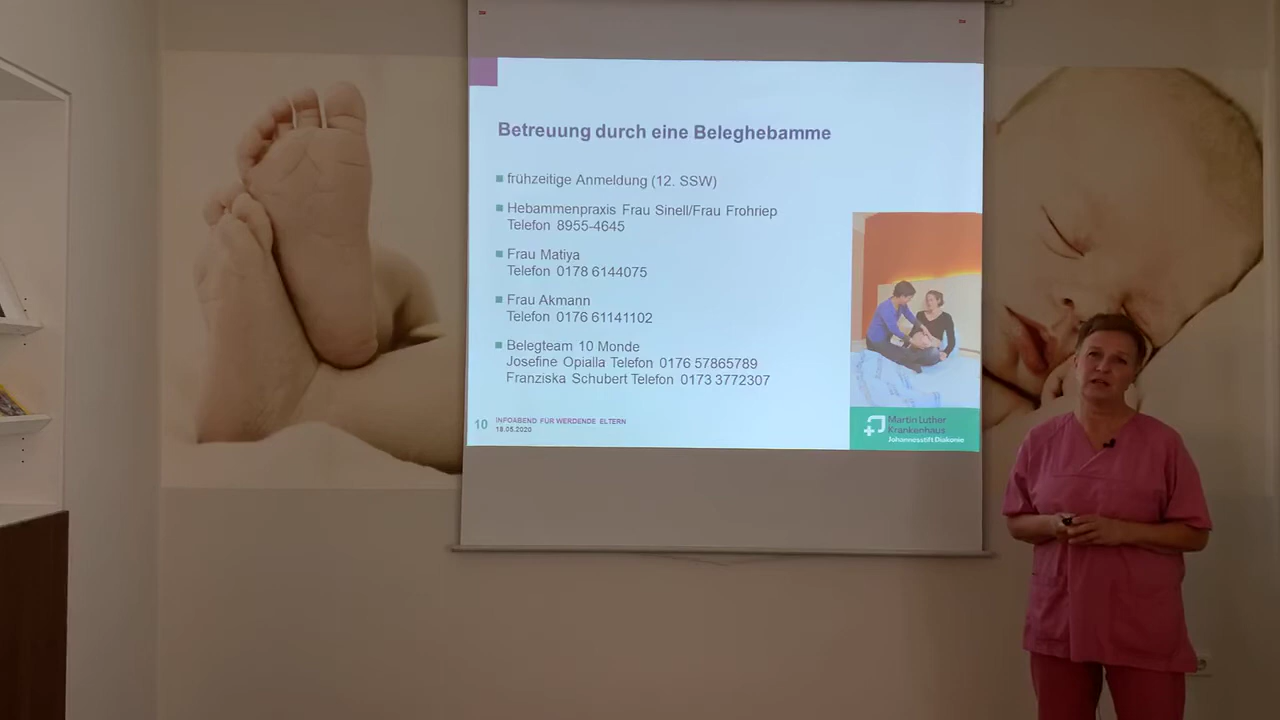 Betreuung durch eine Beleghebamme
frühzeitige Anmeldung (12. SSW)
Hebammenpraxis Frau Sinell/Frau Frohriep
Telefon 8955-4645
Frau Matiya
Telefon 0178 6144075
Frau Akmann
Telefon 0176 61141102
Belegteam 10 Monde
Josefine Opialla Telefon 0176 57865789
Franziska Schubert Telefon 0173 3772307
10
INFOABEND FÜR WERDENDE ELTERN
18.05.2020
Martin Luther
Krankenhaus
Johannesstift Diakonie